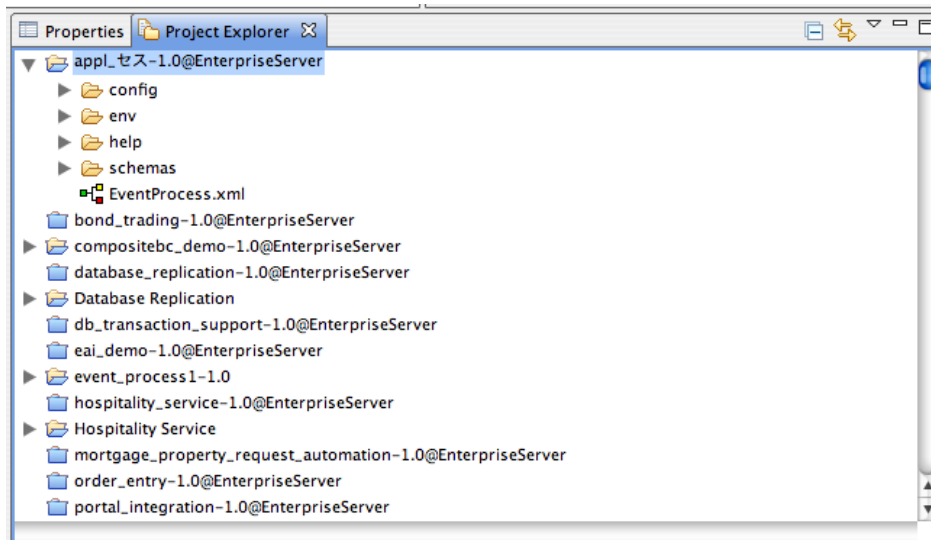 Properties Project Explorer
appl_セス-1.0@EnterpriseServer
config
env
help
schemas
EventProcess.xml
bond_trading-1.0@EnterpriseServer
compositebc_demo-1.0@EnterpriseServer
database_replication-1.0@EnterpriseServer
Database Replication
db_transaction_support-1.0@EnterpriseServer
eai_demo-1.0@EnterpriseServer
event_process1-1.0
hospitality_service-1.0@EnterpriseServer
Hospitality Service
mortgage_property_request_automation-1.0@EnterpriseServer
order_entry-1.0@EnterpriseServer
portal_integration-1.0@EnterpriseServer